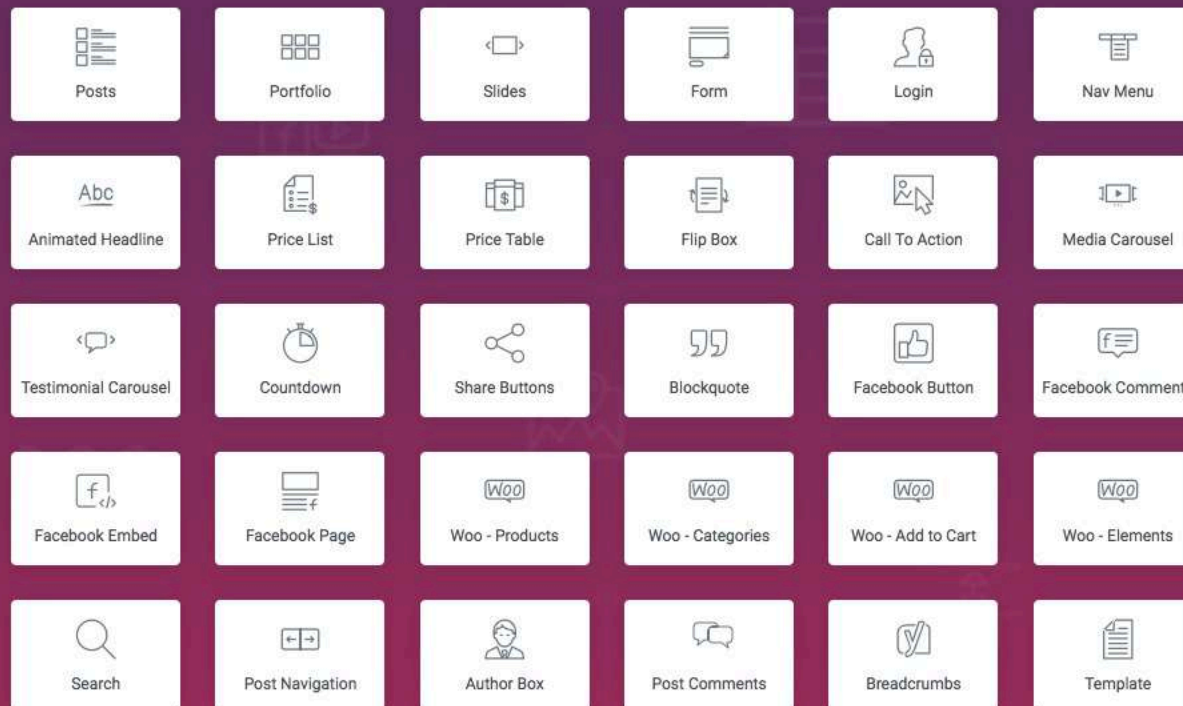 Posts
Portfolio
Slides
Form
Login
Nav Menu
Abc
Animated Headline
$
Price List
$
Price Table
Flip Box
Call To Action
Media Carousel
Testimonial Carousel
Countdown
Share Buttons
Blockquote
Facebook Button
f
Facebook Comment
f </>
Facebook Embed
f
Facebook Page
Woo
Woo - Products
Woo
Woo - Categories
Woo
Woo - Add to Cart
Woo
Woo - Elements
Search
Post Navigation
Author Box
Post Comments
y
Breadcrumbs
Template